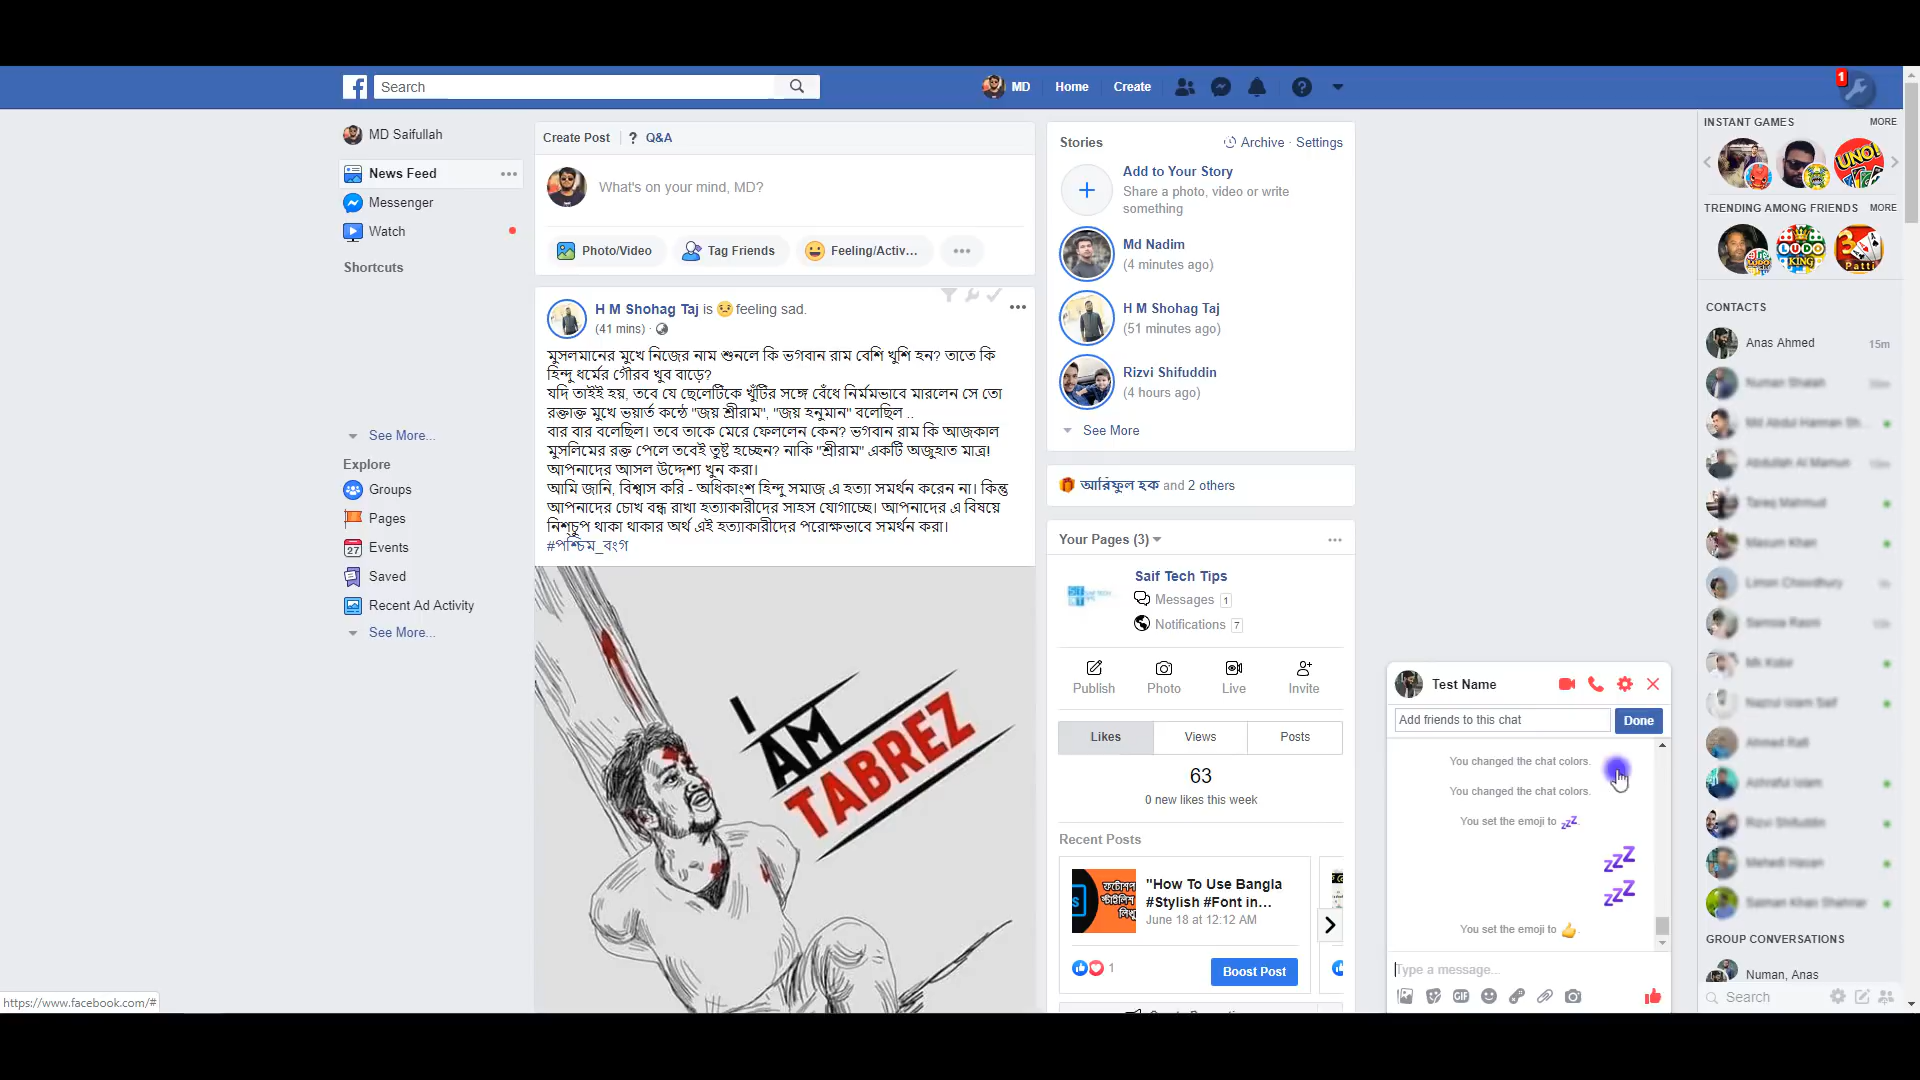 Search
MD
Home
Create
1
MD Saifullah
News Feed
Messenger
Watch
Shortcuts
See More...
Explore
Groups
Pages
27
Events
Saved
Recent Ad Activity
See More...
https://www.facebook.com/#
Create Post
? Q&A
What's on your mind, MD?
Photo/Video
Tag Friends
Feeling/Activ...
H M Shohag Taj is feeling sad.
(41 mins) ·
মুসলমানের মুখে নিজের নাম শুনলে কি ভগবান রাম বেশি খুশি হন? তাতে কি
হিন্দু ধর্মের গৌরব খুব বাড়ে?
যদি তাইই হয়, তবে যে ছেলেটিকে খুঁটির সঙ্গে বেঁধে নির্মমভাবে মারলেন সে তো
রক্তাক্ত মুখে ভয়ার্ত কন্ঠে "জয় শ্রীরাম", "জয় হনুমান" বলেছিল ..
বার বার বলেছিল। তবে তাকে মেরে ফেললেন কেন? ভগবান রাম কি আজকাল
মুসলিমের রক্ত পেলে তবেই তুষ্ট হচ্ছেন? নাকি "শ্রীরাম" একটি অজুহাত মাত্র!
আপনাদের আসল উদ্দেশ্য খুন করা।
আমি জানি, বিশ্বাস করি - অধিকাংশ হিন্দু সমাজ এ হত্যা সমর্থন করেন না। কিন্তু
আপনাদের চোখ বন্ধ রাখা হত্যাকারীদের সাহস যোগাচ্ছে। আপনাদের এ বিষয়ে
নিশ্চুপ থাকা থাকার অর্থ এই হত্যাকারীদের পরোক্ষভাবে সমর্থন করা।
#পশ্চিম_বংগ
I
AM
TABREZ
Stories
Archive · Settings
Add to Your Story
Share a photo, video or write
something
Md Nadim
(4 minutes ago)
H M Shohag Taj
(51 minutes ago)
Rizvi Shifuddin
(4 hours ago)
See More
আরিফুল হক and 2 others
Your Pages (3)
Saif Tech Tips
Messages 1
Notifications 7
Publish
Photo
Live
Invite
Likes
Views
Posts
63
0 new likes this week
Recent Posts
"How To Use Bangla
#Stylish #Font in...
June 18 at 12:12 AM
1
Boost Post
Test Name
Add friends to this chat
Done
You changed the chat colors.
You changed the chat colors.
You set the emoji to
You set the emoji to
Type a message...
GIF
INSTANT GAMES
MORE
UNO!
TRENDING AMONG FRIENDS
MORE
LUDO
KING
3
Patti
CONTACTS
Anas Ahmed
15m
GROUP CONVERSATIONS
Numan, Anas
Search